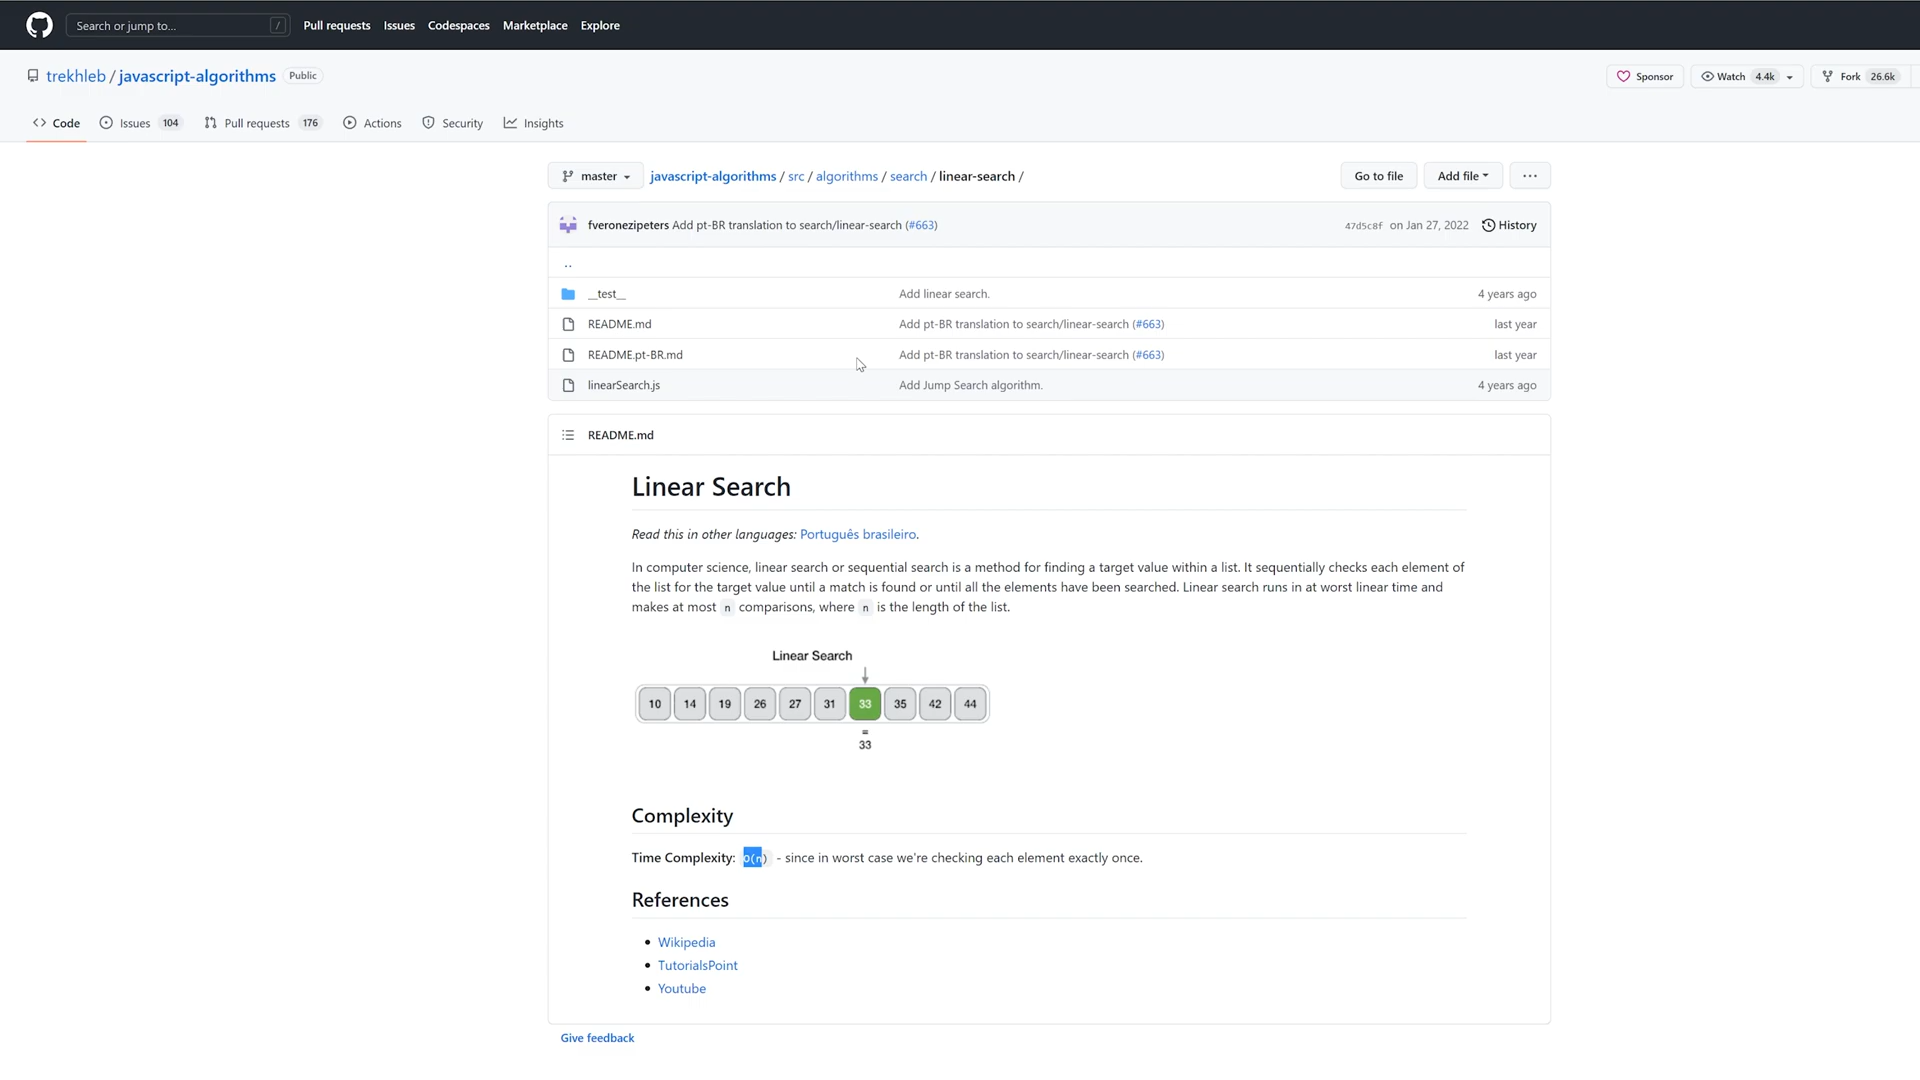 Search or jump to... / Pull requests Issues Codespaces Marketplace Explore
trekhleb / javascript-algorithms Public Sponsor Watch 4.4k Fork 26.6k
Code Issues 104 Pull requests 176 Actions Security Insights
master javascript-algorithms / src / algorithms / search / linear-search / Go to file Add file ...
fveronezipeters Add pt-BR translation to search/linear-search (#663) 47d5c8f on Jan 27, 2022 History
..
__test__ Add linear search. 4 years ago
README.md Add pt-BR translation to search/linear-search (#663) last year
README.pt-BR.md Add pt-BR translation to search/linear-search (#663) last year
linearSearch.js Add Jump Search algorithm. 4 years ago
README.md
Linear Search
Read this in other languages: Português brasileiro.
In computer science, linear search or sequential search is a method for finding a target value within a list. It sequentially checks each element of
the list for the target value until a match is found or until all the elements have been searched. Linear search runs in at worst linear time and
makes at most n comparisons, where n is the length of the list.
Linear Search
10 14 19 26 27 31 33 35 42 44
=
33
Complexity
Time Complexity: O(n) - since in worst case we're checking each element exactly once.
References
• Wikipedia
• TutorialsPoint
• Youtube
Give feedback